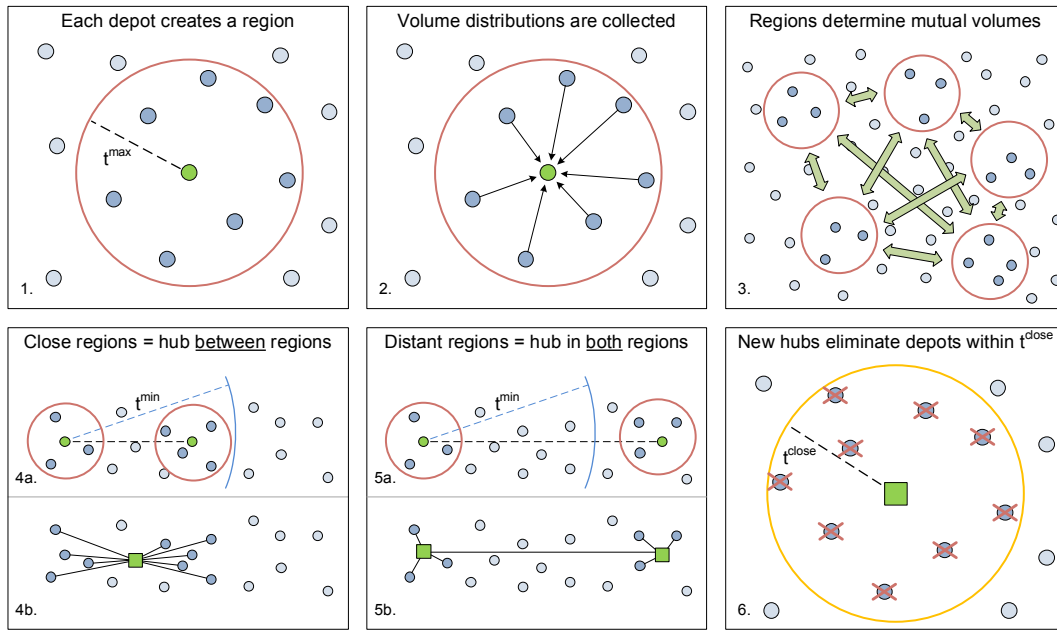 Each depot creates a region
t^max
1.
Volume distributions are collected
2.
Regions determine mutual volumes
3.
Close regions = hub between regions
t^min
4a.
4b.
Distant regions = hub in both regions
t^min
5a.
5b.
New hubs eliminate depots within t^close
t^close
6.